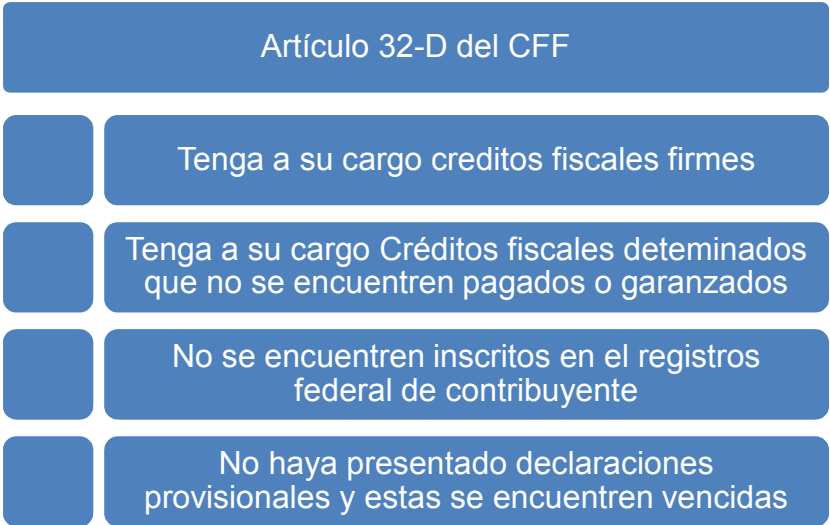 Artículo 32-D del CFF
Tenga a su cargo creditos fiscales firmes
Tenga a su cargo Créditos fiscales deteminados
que no se encuentren pagados o garanzados
No se encuentren inscritos en el registros
federal de contribuyente
No haya presentado declaraciones
provisionales y estas se encuentren vencidas